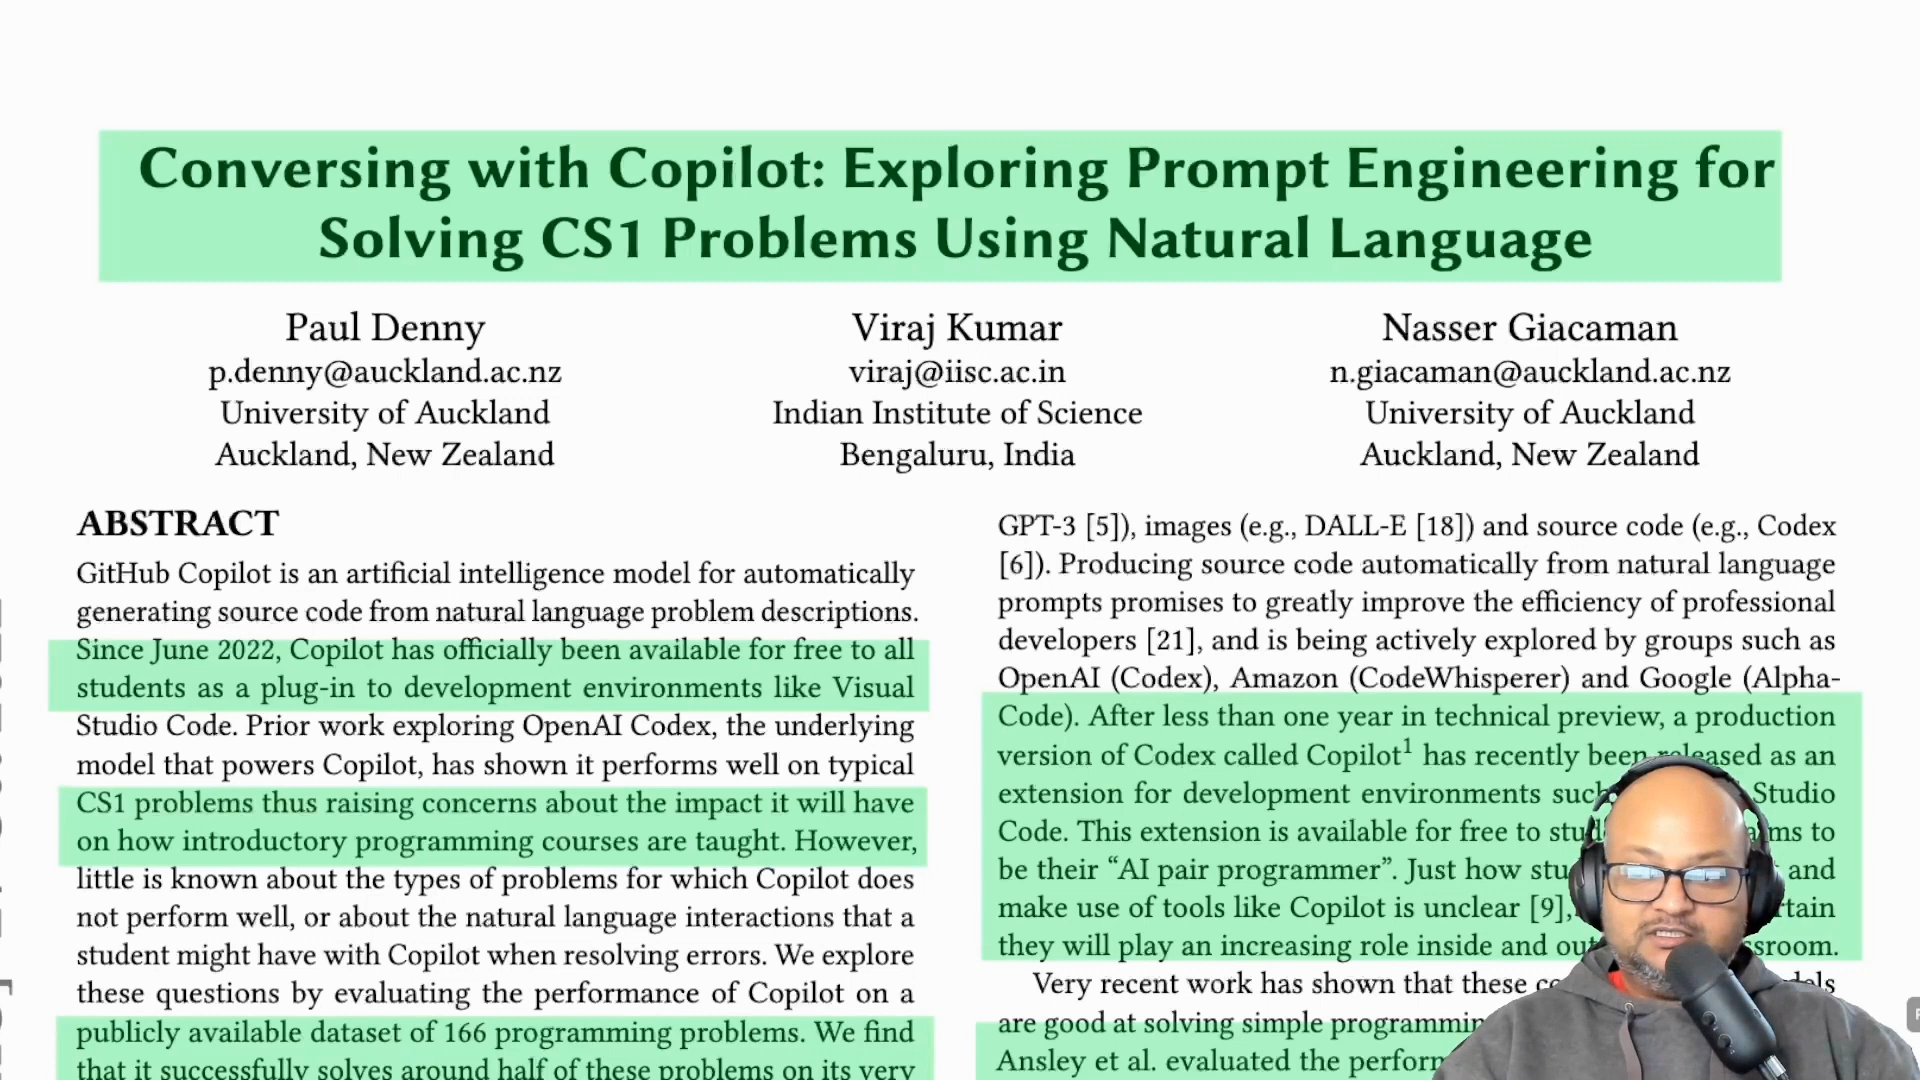 Conversing with Copilot: Exploring Prompt Engineering for
Solving CS1 Problems Using Natural Language
Paul Denny
p.denny@auckland.ac.nz
University of Auckland
Auckland, New Zealand
Viraj Kumar
viraj@iisc.ac.in
Indian Institute of Science
Bengaluru, India
Nasser Giacaman
n.giacaman@auckland.ac.nz
University of Auckland
Auckland, New Zealand
ABSTRACT
GitHub Copilot is an artificial intelligence model for automatically
generating source code from natural language problem descriptions.
Since June 2022, Copilot has officially been available for free to all
students as a plug-in to development environments like Visual
Studio Code. Prior work exploring OpenAI Codex, the underlying
model that powers Copilot, has shown it performs well on typical
CS1 problems thus raising concerns about the impact it will have
on how introductory programming courses are taught. However,
little is known about the types of problems for which Copilot does
not perform well, or about the natural language interactions that a
student might have with Copilot when resolving errors. We explore
these questions by evaluating the performance of Copilot on a
publicly available dataset of 166 programming problems. We find
that it successfully solves around half of these problems on its very
GPT-3 [5]), images (e.g., DALL-E [18]) and source code (e.g., Codex
[6]). Producing source code automatically from natural language
prompts promises to greatly improve the efficiency of professional
developers [21], and is being actively explored by groups such as
OpenAI (Codex), Amazon (CodeWhisperer) and Google (Alpha-
Code). After less than one year in technical preview, a production
version of Codex called Copilot1 has recently been released as an
extension for development environments such Studio
Code. This extension is available for free to to
be their “AI pair programmer”. Just how and
make use of tools like Copilot is unclear [9],
they will play an increasing role inside and
Very recent work has shown that these
are good at solving simple
Ansley et al. evaluated the